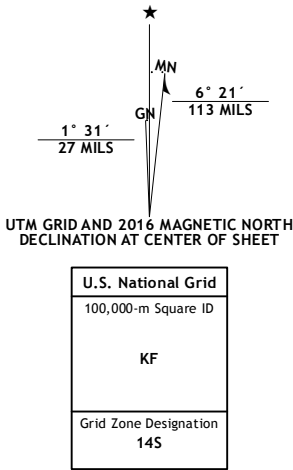 MN
GN
6° 21´
113 MILS
1° 31´
27 MILS
UTM GRID AND 2016 MAGNETIC NORTH
DECLINATION AT CENTER OF SHEET
U.S. National Grid
100,000-m Square ID
KF
Grid Zone Designation
14S